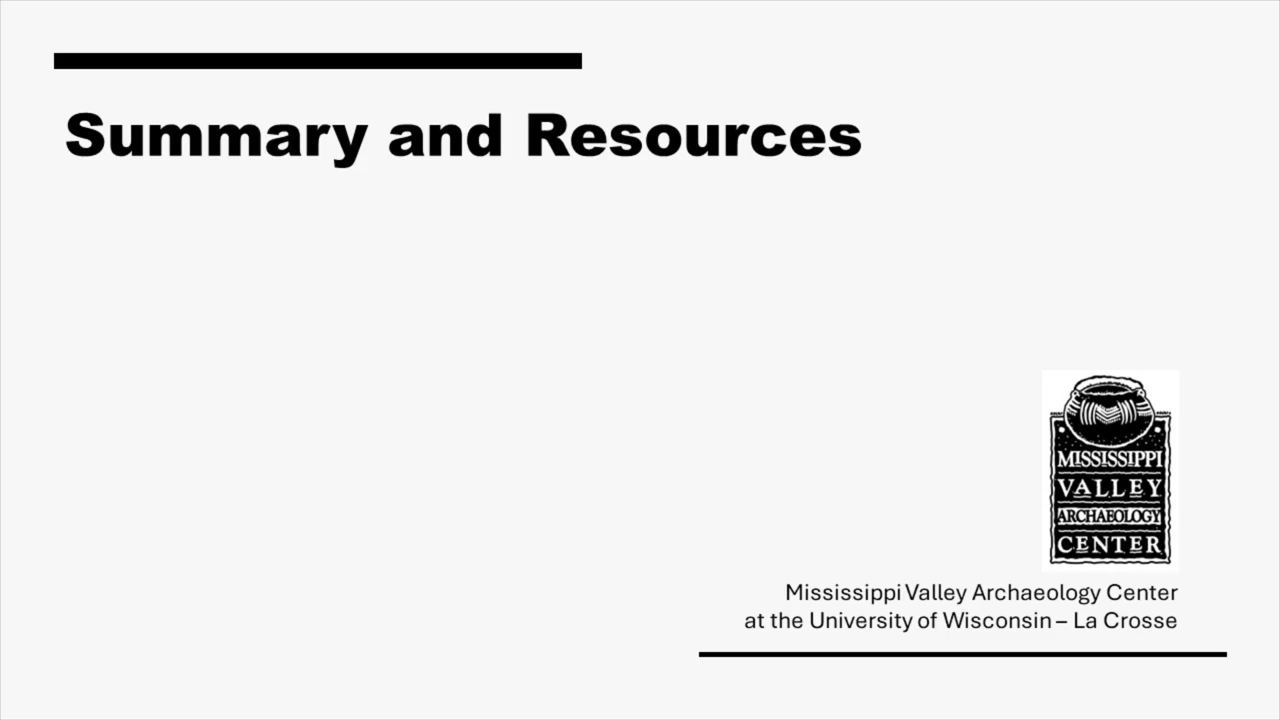 Summary and Resources
MISSISSIPPI
VALLEY
ARCHAEOLOGY
CENTER
Mississippi Valley Archaeology Center
at the University of Wisconsin – La Crosse